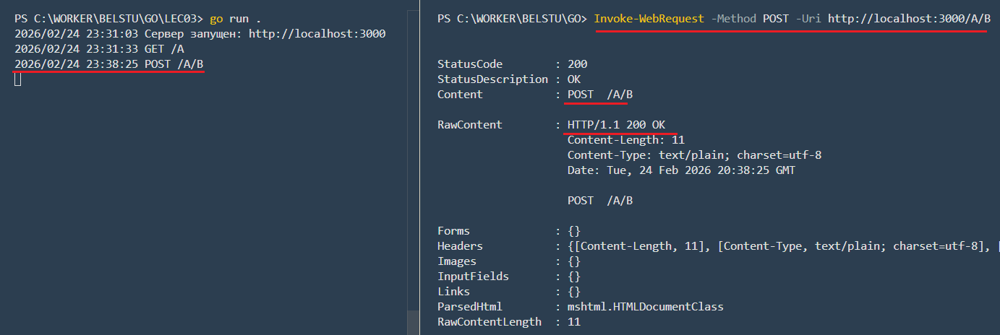 PS C:\WORKER\BELSTU\GO\LEC03> go run .
2026/02/24 23:31:03 Сервер запущен: http://localhost:3000
2026/02/24 23:31:33 GET /A
2026/02/24 23:38:25 POST /A/B
PS C:\WORKER\BELSTU\GO> Invoke-WebRequest -Method POST -Uri http://localhost:3000/A/B
StatusCode        : 200
StatusDescription : OK
Content           : POST  /A/B
RawContent        : HTTP/1.1 200 OK
Content-Length: 11
Content-Type: text/plain; charset=utf-8
Date: Tue, 24 Feb 2026 20:38:25 GMT
POST  /A/B
Forms             : {}
Headers           : {[Content-Length, 11], [Content-Type, text/plain; charset=utf-8], [
Images            : {}
InputFields       : {}
Links             : {}
ParsedHtml        : mshtml.HTMLDocumentClass
RawContentLength  : 11